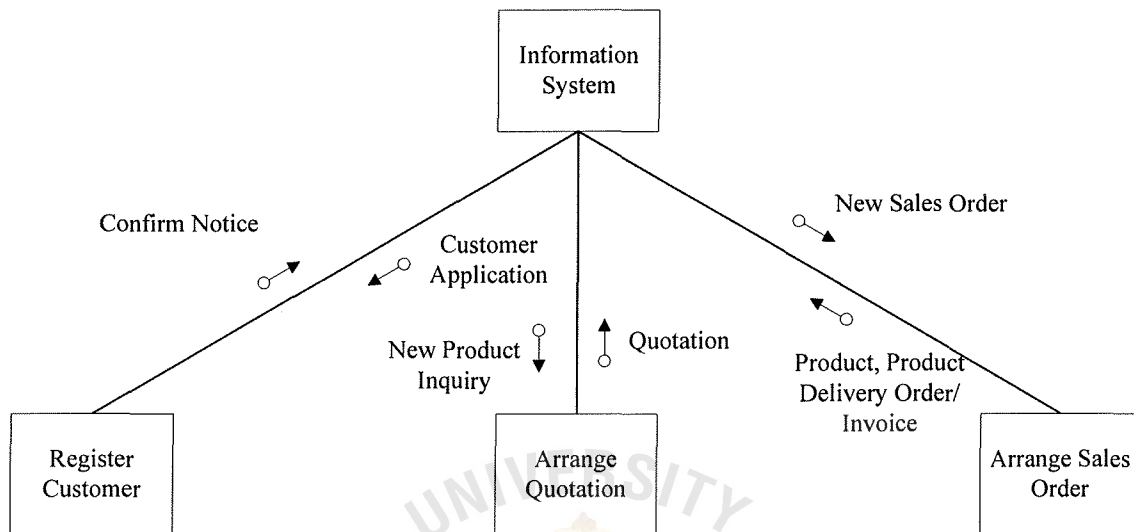 Information
System
Confirm Notice
New Sales Order
Customer
Application
New Product
Inquiry
Quotation
Product, Product
Delivery Order/
Invoice
Register
Customer
Arrange
Quotation
Arrange Sales
Order
UNIVERSITY